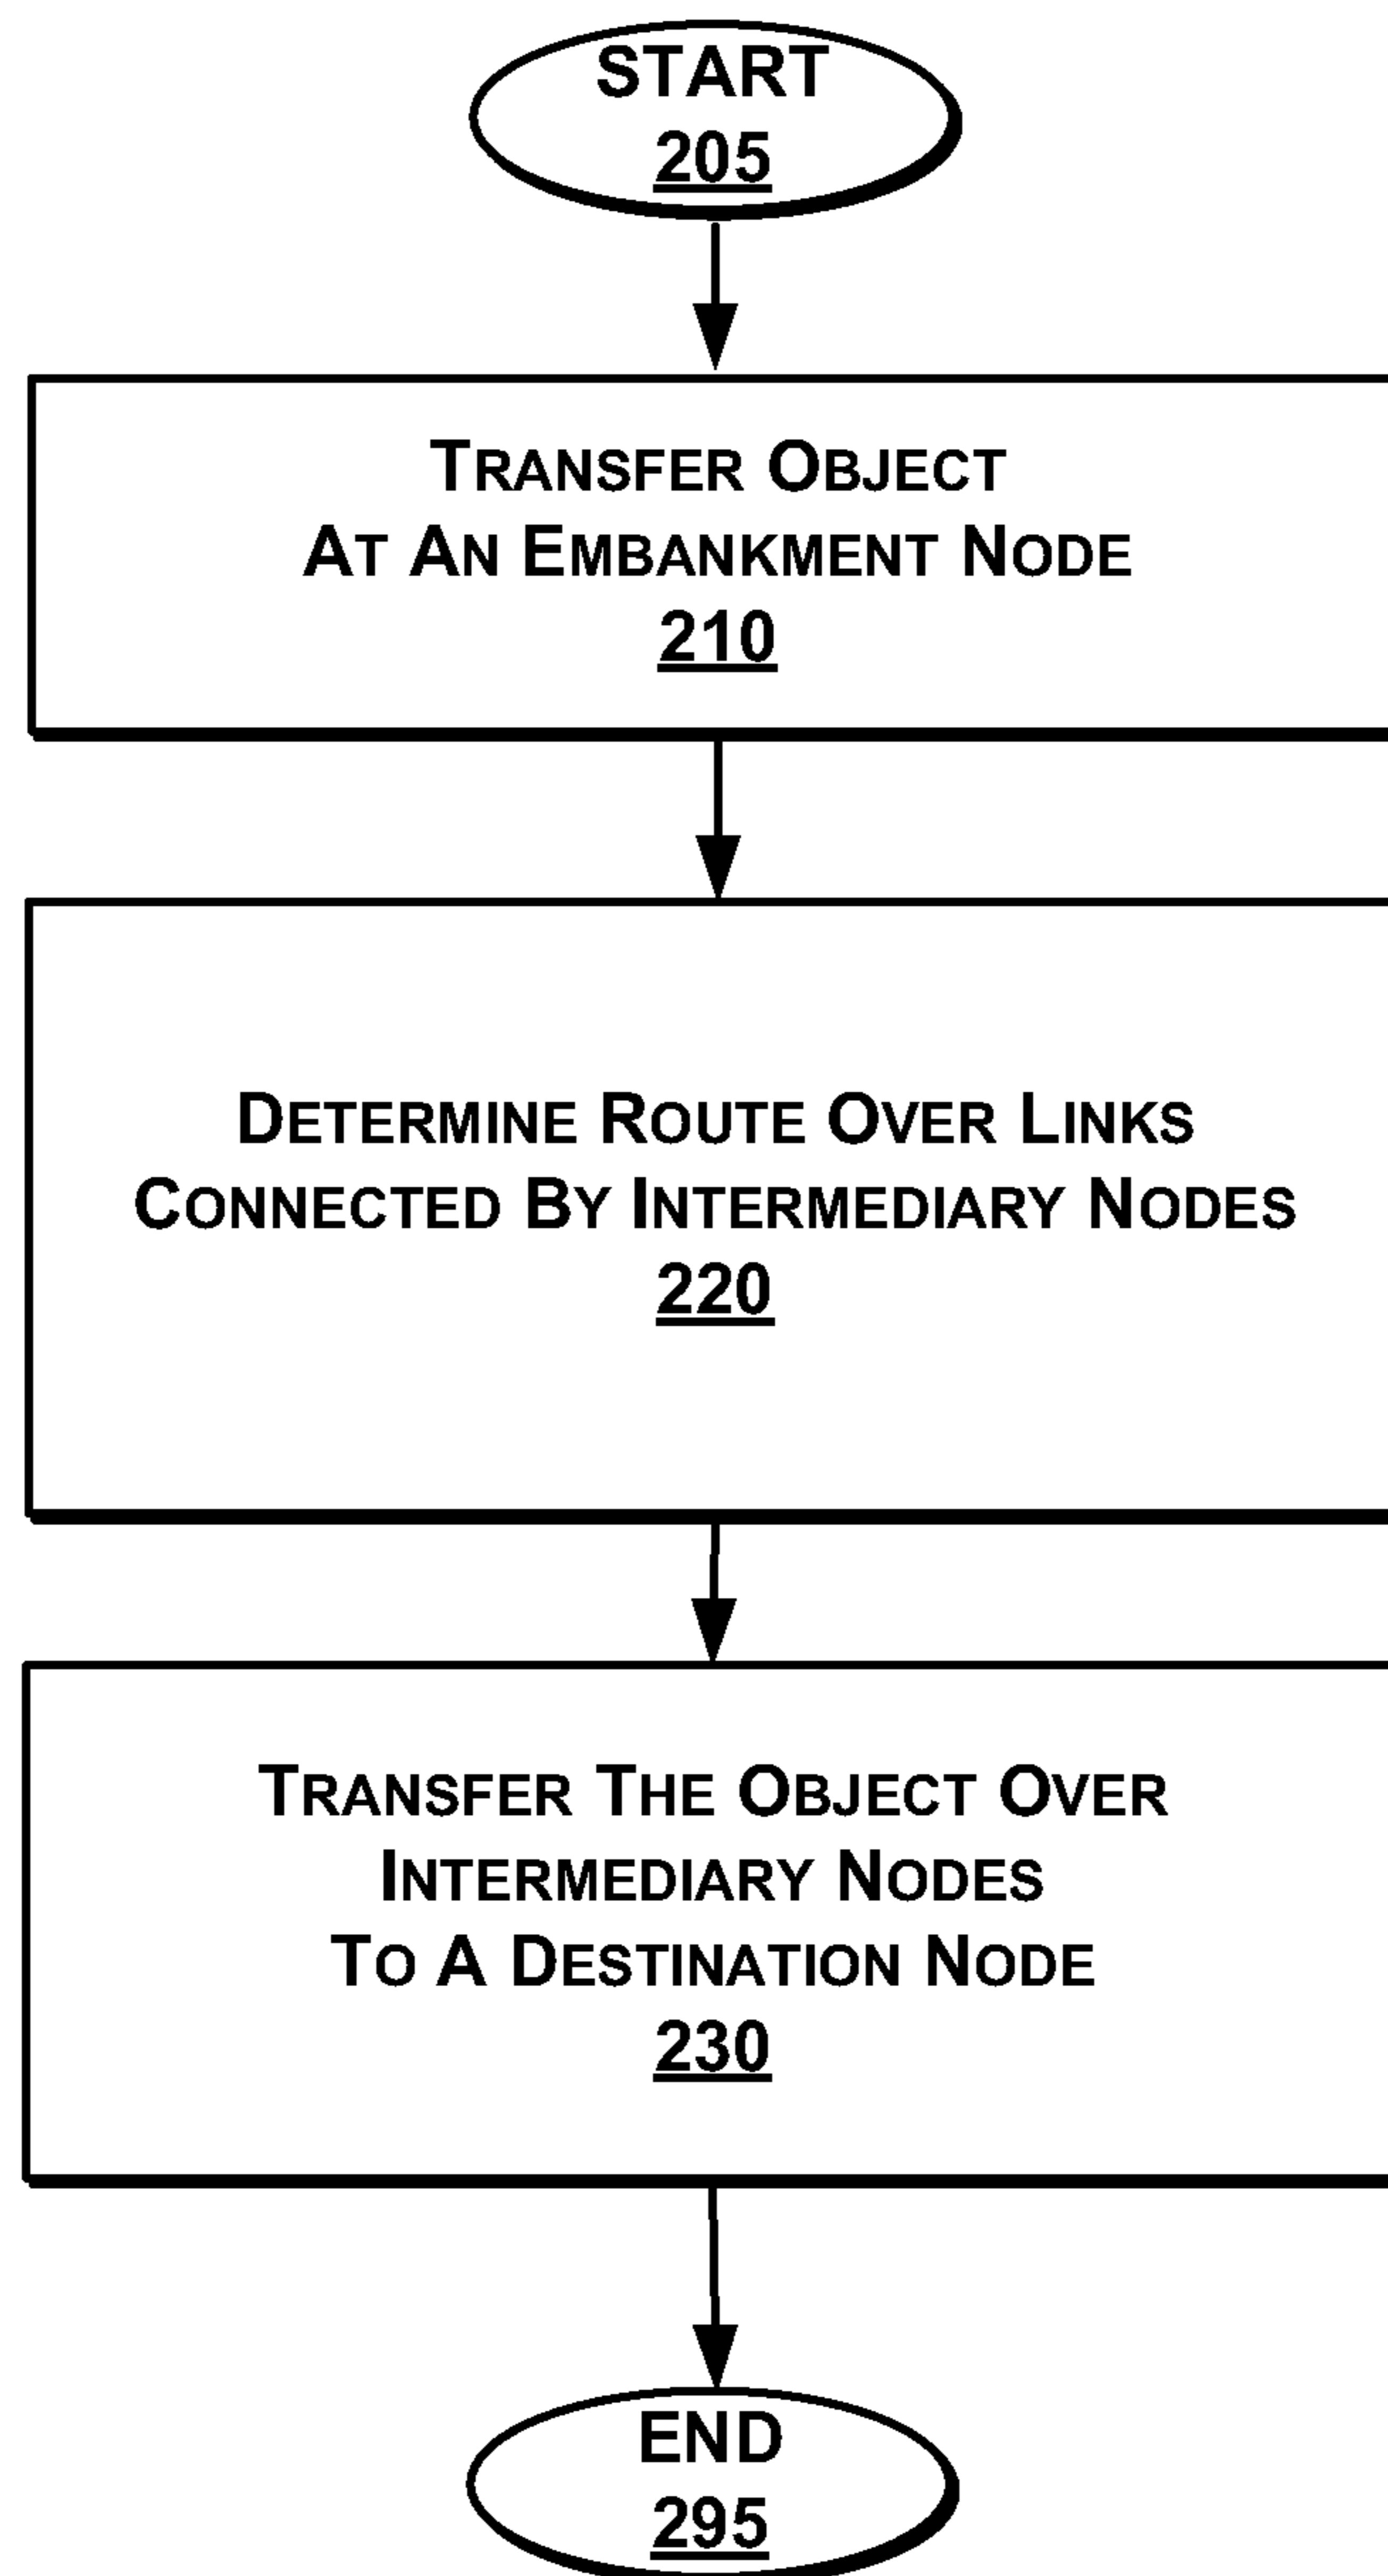 START
205
TRANSFER OBJECT
AT AN EMBANKMENT NODE
210
DETERMINE ROUTE OVER LINKS
CONNECTED BY INTERMEDIARY NODES
220
TRANSFER THE OBJECT OVER
INTERMEDIARY NODES
TO A DESTINATION NODE
230
END
295